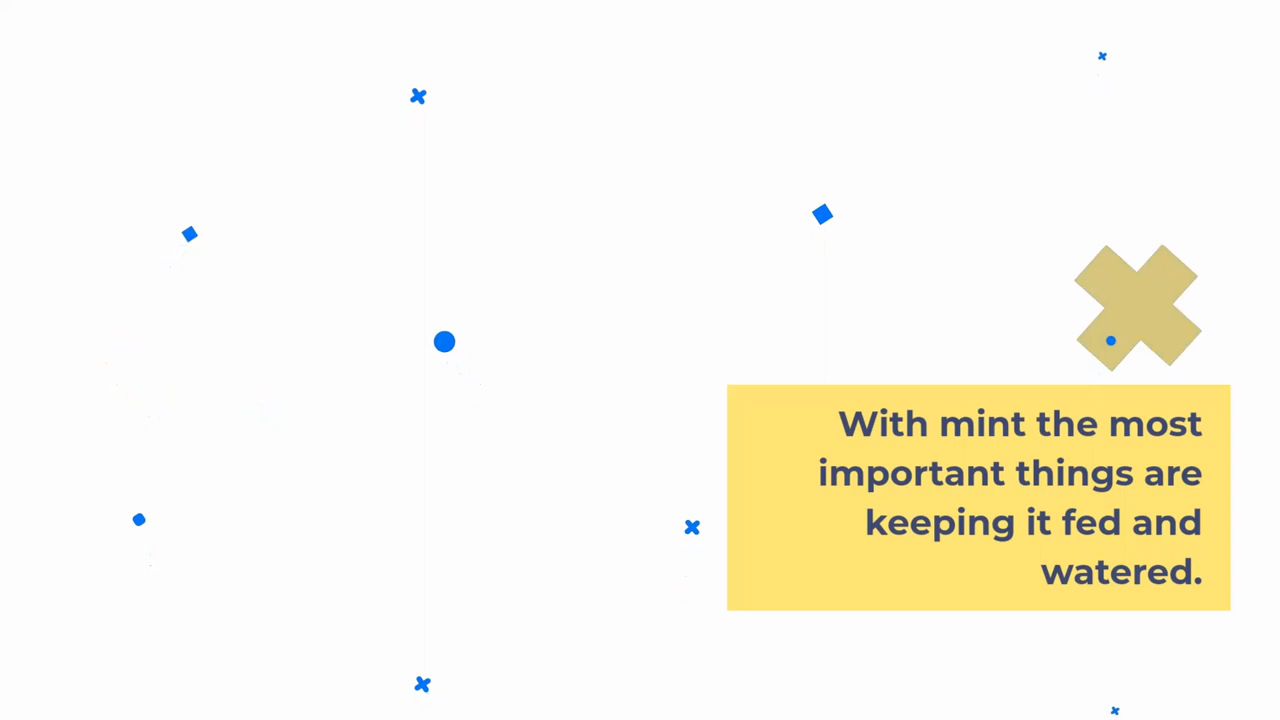 With mint the most
important things are
keeping it fed and
watered.